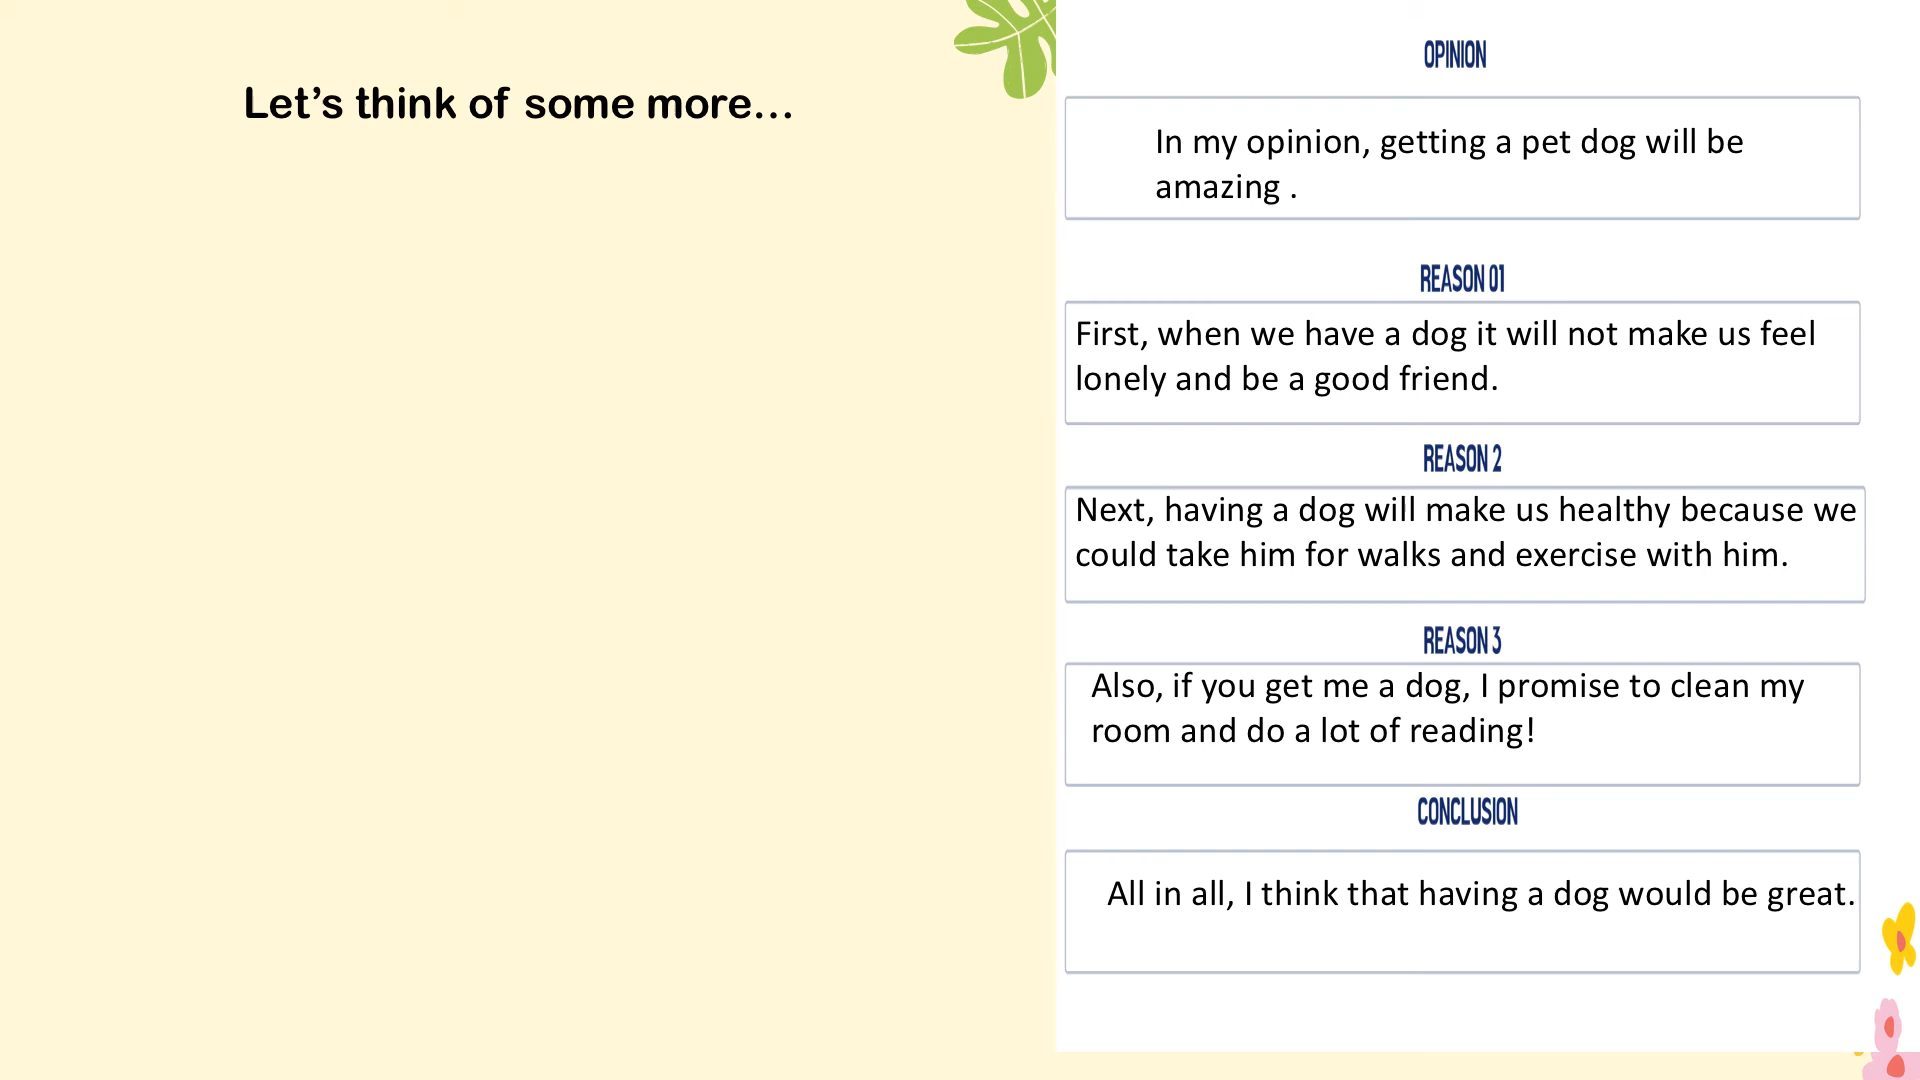 Let’s think of some more...
OPINION
In my opinion, getting a pet dog will be
amazing .
REASON 01
First, when we have a dog it will not make us feel
lonely and be a good friend.
REASON 2
Next, having a dog will make us healthy because we
could take him for walks and exercise with him.
REASON 3
Also, if you get me a dog, I promise to clean my
room and do a lot of reading!
CONCLUSION
All in all, I think that having a dog would be great.